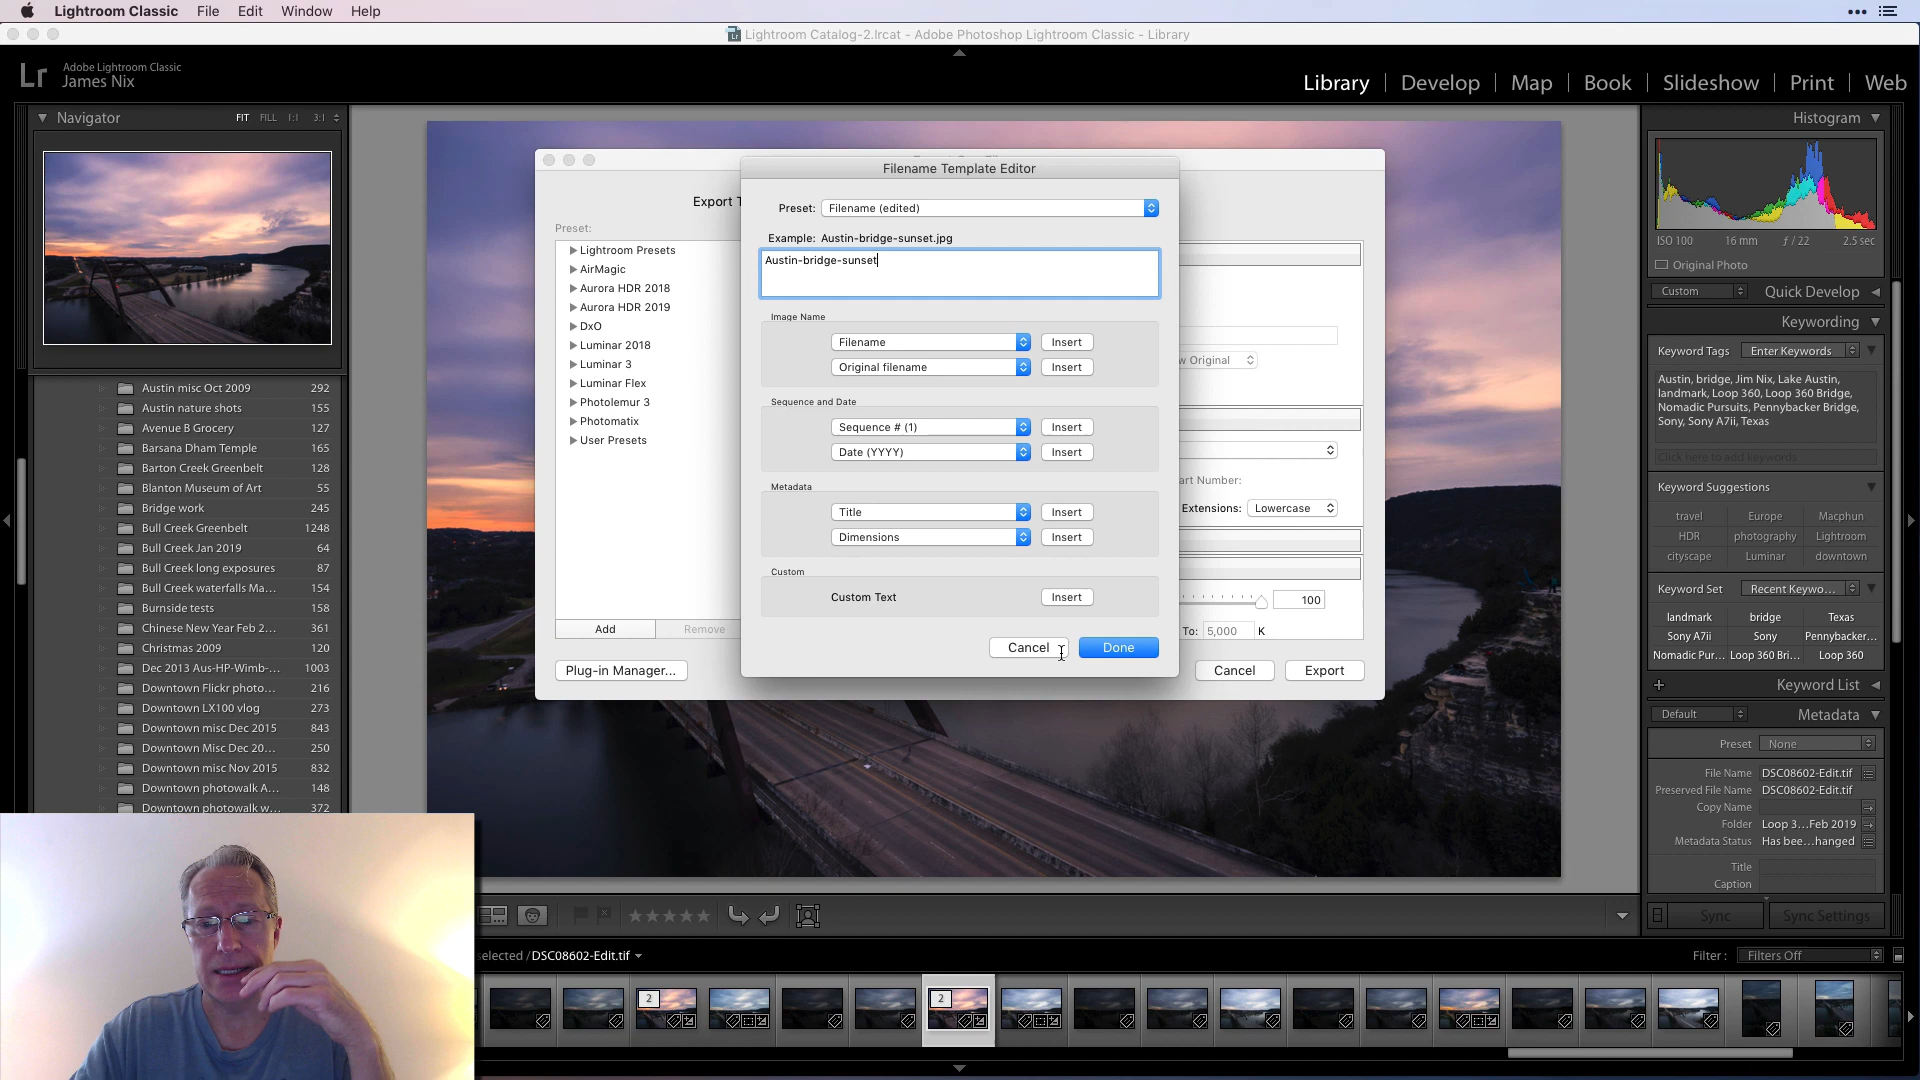 Lightroom Classic File Edit Window Help
Lightroom Catalog-2.lrcat - Adobe Photoshop Lightroom Classic - Library
Lr Adobe Lightroom Classic
James Nix
Library | Develop | Map | Book | Slideshow | Print | Web
Navigator FIT FILL 1:1 3:1
Austin misc Oct 2009 292
Austin nature shots 155
Avenue B Grocery 127
Barsana Dham Temple 165
Barton Creek Greenbelt 128
Blanton Museum of Art 55
Bridge work 245
Bull Creek Greenbelt 1248
Bull Creek Jan 2019 64
Bull Creek long exposures 87
Bull Creek waterfalls Ma... 154
Burnside tests 158
Chinese New Year Feb 2... 361
Christmas 2009 120
Dec 2013 Aus-HP-Wimb-... 1003
Downtown Flickr photo... 216
Downtown LX100 vlog 273
Downtown misc Dec 2015 843
Downtown Misc Dec 20... 250
Downtown misc Nov 2015 832
Downtown photowalk A... 148
Downtown photowalk w... 372
Export T
Preset:
Lightroom Presets
AirMagic
Aurora HDR 2018
Aurora HDR 2019
DxO
Luminar 2018
Luminar 3
Luminar Flex
Photolemur 3
Photomatix
User Presets
Add Remove
Plug-in Manager...
Filename Template Editor
Preset: Filename (edited)
Example: Austin-bridge-sunset.jpg
Austin-bridge-sunset
Image Name
Filename Insert
Original filename Insert
Sequence and Date
Sequence # (1) Insert
Date (YYYY) Insert
Metadata
Title Insert
Dimensions Insert
Custom
Custom Text Insert
Cancel Done
w Original
art Number:
Extensions: Lowercase
100
To: 5,000 K
Cancel Export
Histogram
ISO 100 16 mm ƒ / 22 2.5 sec
Original Photo
Custom Quick Develop
Keywording
Keyword Tags Enter Keywords
Austin, bridge, Jim Nix, Lake Austin,
landmark, Loop 360, Loop 360 Bridge,
Nomadic Pursuits, Pennybacker Bridge,
Sony, Sony A7ii, Texas
Click here to add keywords
Keyword Suggestions
travel Europe Macphun
HDR photography Lightroom
cityscape Luminar downtown
Keyword Set Recent Keywo...
landmark bridge Texas
Sony A7ii Sony Pennybacker...
Nomadic Pur... Loop 360 Bri... Loop 360
+ Keyword List
Default Metadata
Preset None
File Name DSC08602-Edit.tif
Preserved File Name DSC08602-Edit.tif
Copy Name
Folder Loop 3...Feb 2019
Metadata Status Has bee...hanged
Title
Caption
Sync Sync Settings
selected / DSC08602-Edit.tif
Filter : Filters Off
2
2